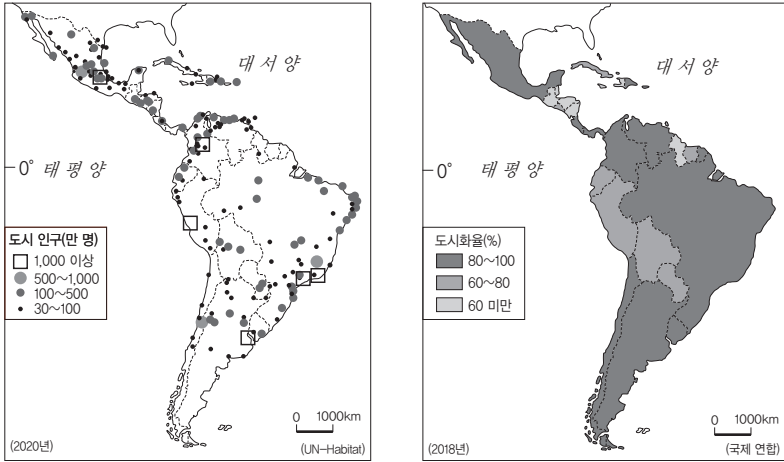 대서양
0° 태평양
도시 인구(만 명)
1,000 이상
500~1,000
100~500
30~100
0 1000km
(2020년) (UN-Habitat)
대서양
0° 태평양
도시화율(%)
80~100
60~80
60 미만
0 1000km
(2018년) (국제 연합)